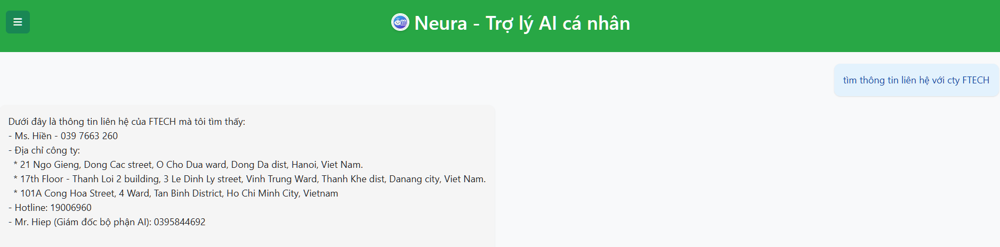 Neura - Trợ lý AI cá nhân
tìm thông tin liên hệ với cty FTECH
Dưới đây là thông tin liên hệ của FTECH mà tôi tìm thấy:
- Ms. Hiền - 039 7663 260
- Địa chỉ công ty:
* 21 Ngo Gieng, Dong Cac street, O Cho Dua ward, Dong Da dist, Hanoi, Viet Nam.
* 17th Floor - Thanh Loi 2 building, 3 Le Dinh Ly street, Vinh Trung Ward, Thanh Khe dist, Danang city, Viet Nam.
* 101A Cong Hoa Street, 4 Ward, Tan Binh District, Ho Chi Minh City, Vietnam
- Hotline: 19006960
- Mr. Hiep (Giám đốc bộ phận AI): 0395844692